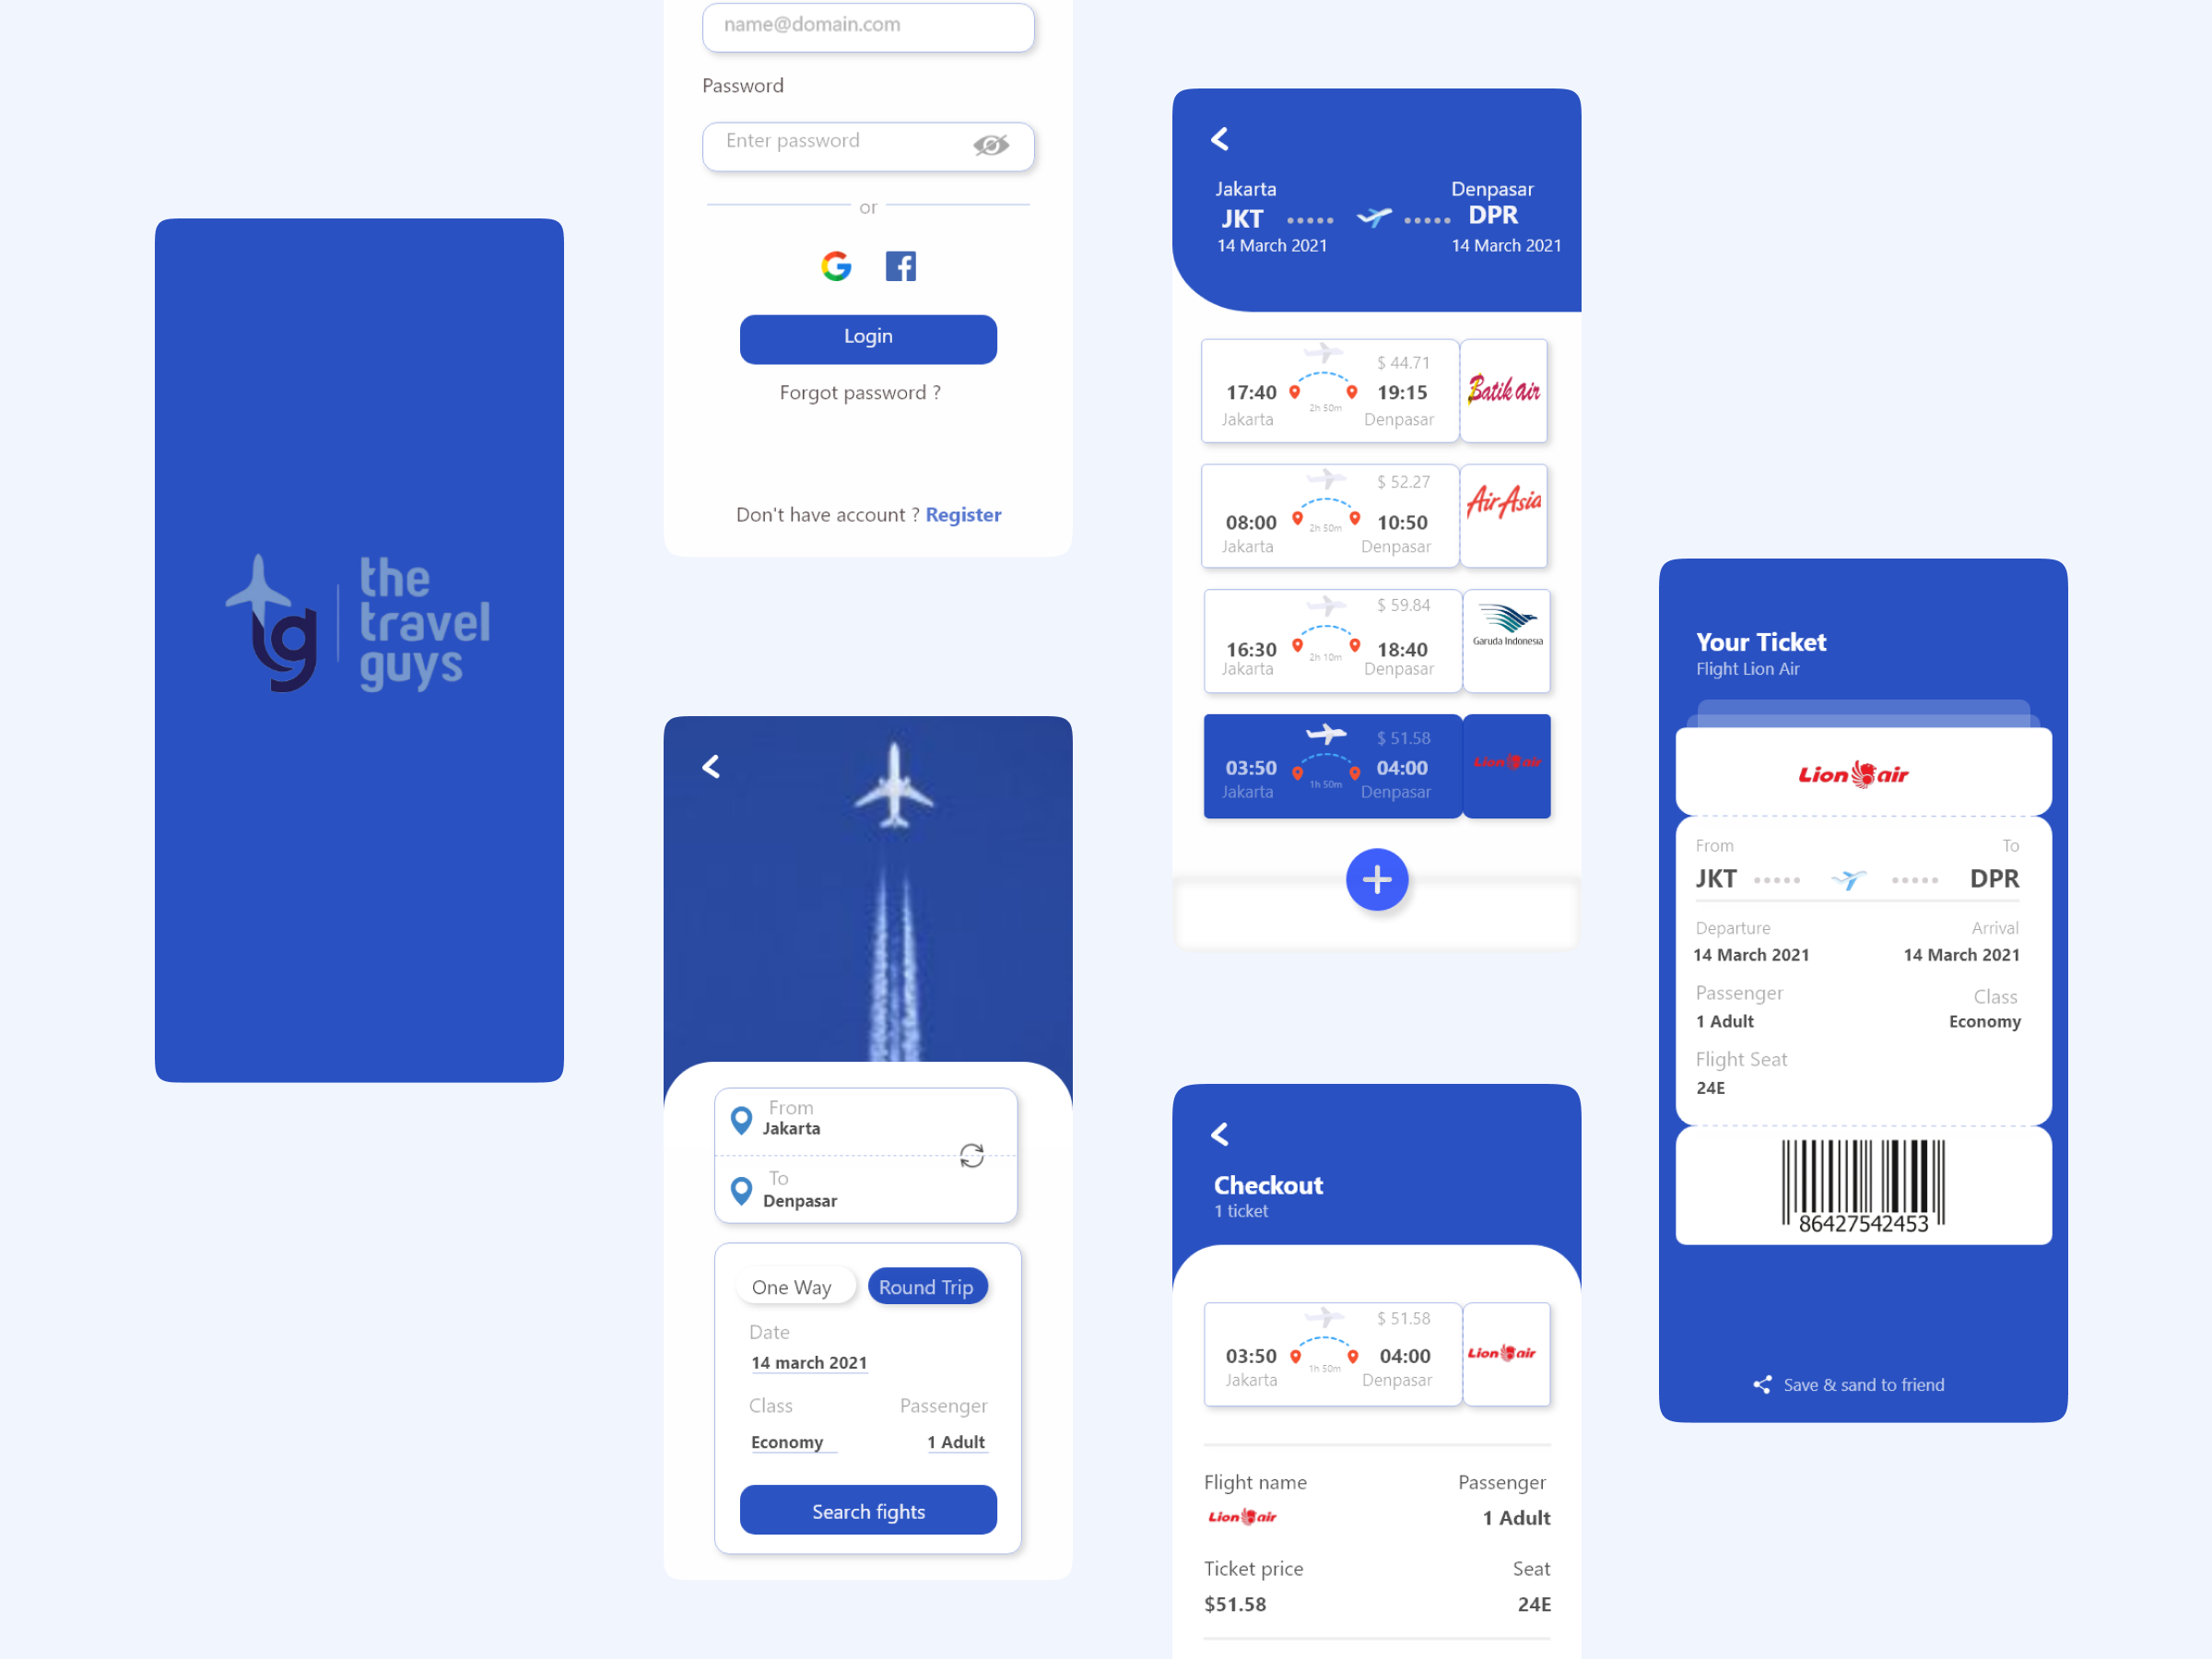 the
travel
guys
tg
name@domain.com
Password
Enter password
or
Login
Forgot password ?
Don't have account ? Register
From
Jakarta
To
Denpasar
One Way
Round Trip
Date
14 march 2021
Class
Passenger
Economy
1 Adult
Search fights
Jakarta
Denpasar
JKT
DPR
14 March 2021
14 March 2021
$ 44.71
17:40
19:15
2h 50m
Jakarta
Denpasar
Batik air
$ 52.27
08:00
10:50
2h 50m
Jakarta
Denpasar
AirAsia
$ 59.84
16:30
18:40
2h 10m
Jakarta
Denpasar
Garuda Indonesia
$ 51.58
03:50
04:00
1h 50m
Jakarta
Denpasar
Lion air
Checkout
1 ticket
$ 51.58
03:50
04:00
1h 50m
Jakarta
Denpasar
Lion air
Flight name
Passenger
Lion air
1 Adult
Ticket price
Seat
$51.58
24E
Your Ticket
Flight Lion Air
Lion air
From
To
JKT
DPR
Departure
Arrival
14 March 2021
14 March 2021
Passenger
Class
1 Adult
Economy
Flight Seat
24E
86427542453
Save & sand to friend